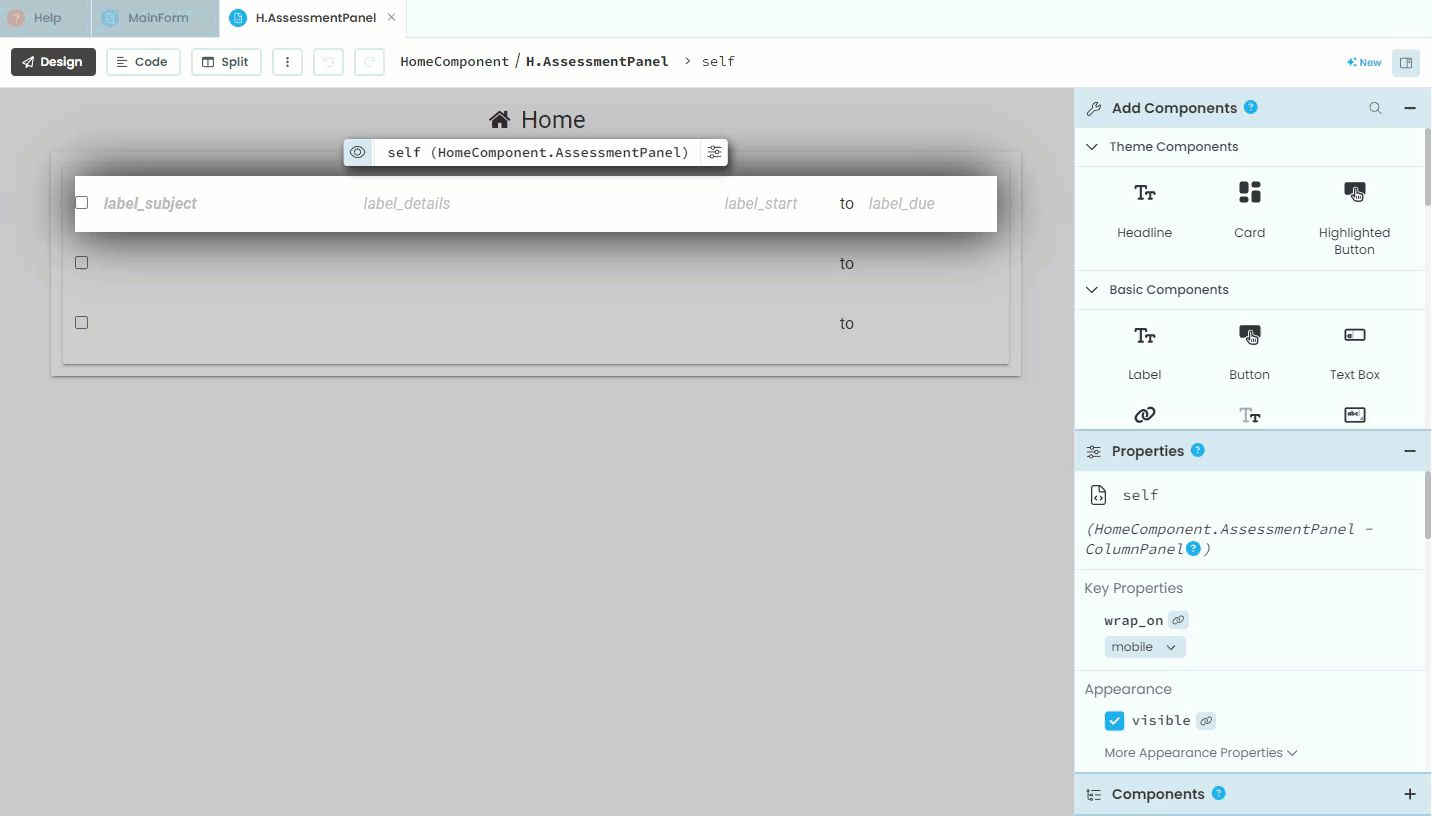 Help MainForm H.AssessmentPanel ×
Design Code Split HomeComponent / H.AssessmentPanel > self New
Home
self (HomeComponent.AssessmentPanel)
label_subject label_details label_start to label_due
to
to
Add Components ?
Theme Components
Headline Card Highlighted Button
Basic Components
Label Button Text Box
Properties ?
self
(HomeComponent.AssessmentPanel -
ColumnPanel ? )
Key Properties
wrap_on
mobile
Appearance
visible
More Appearance Properties
Components ?